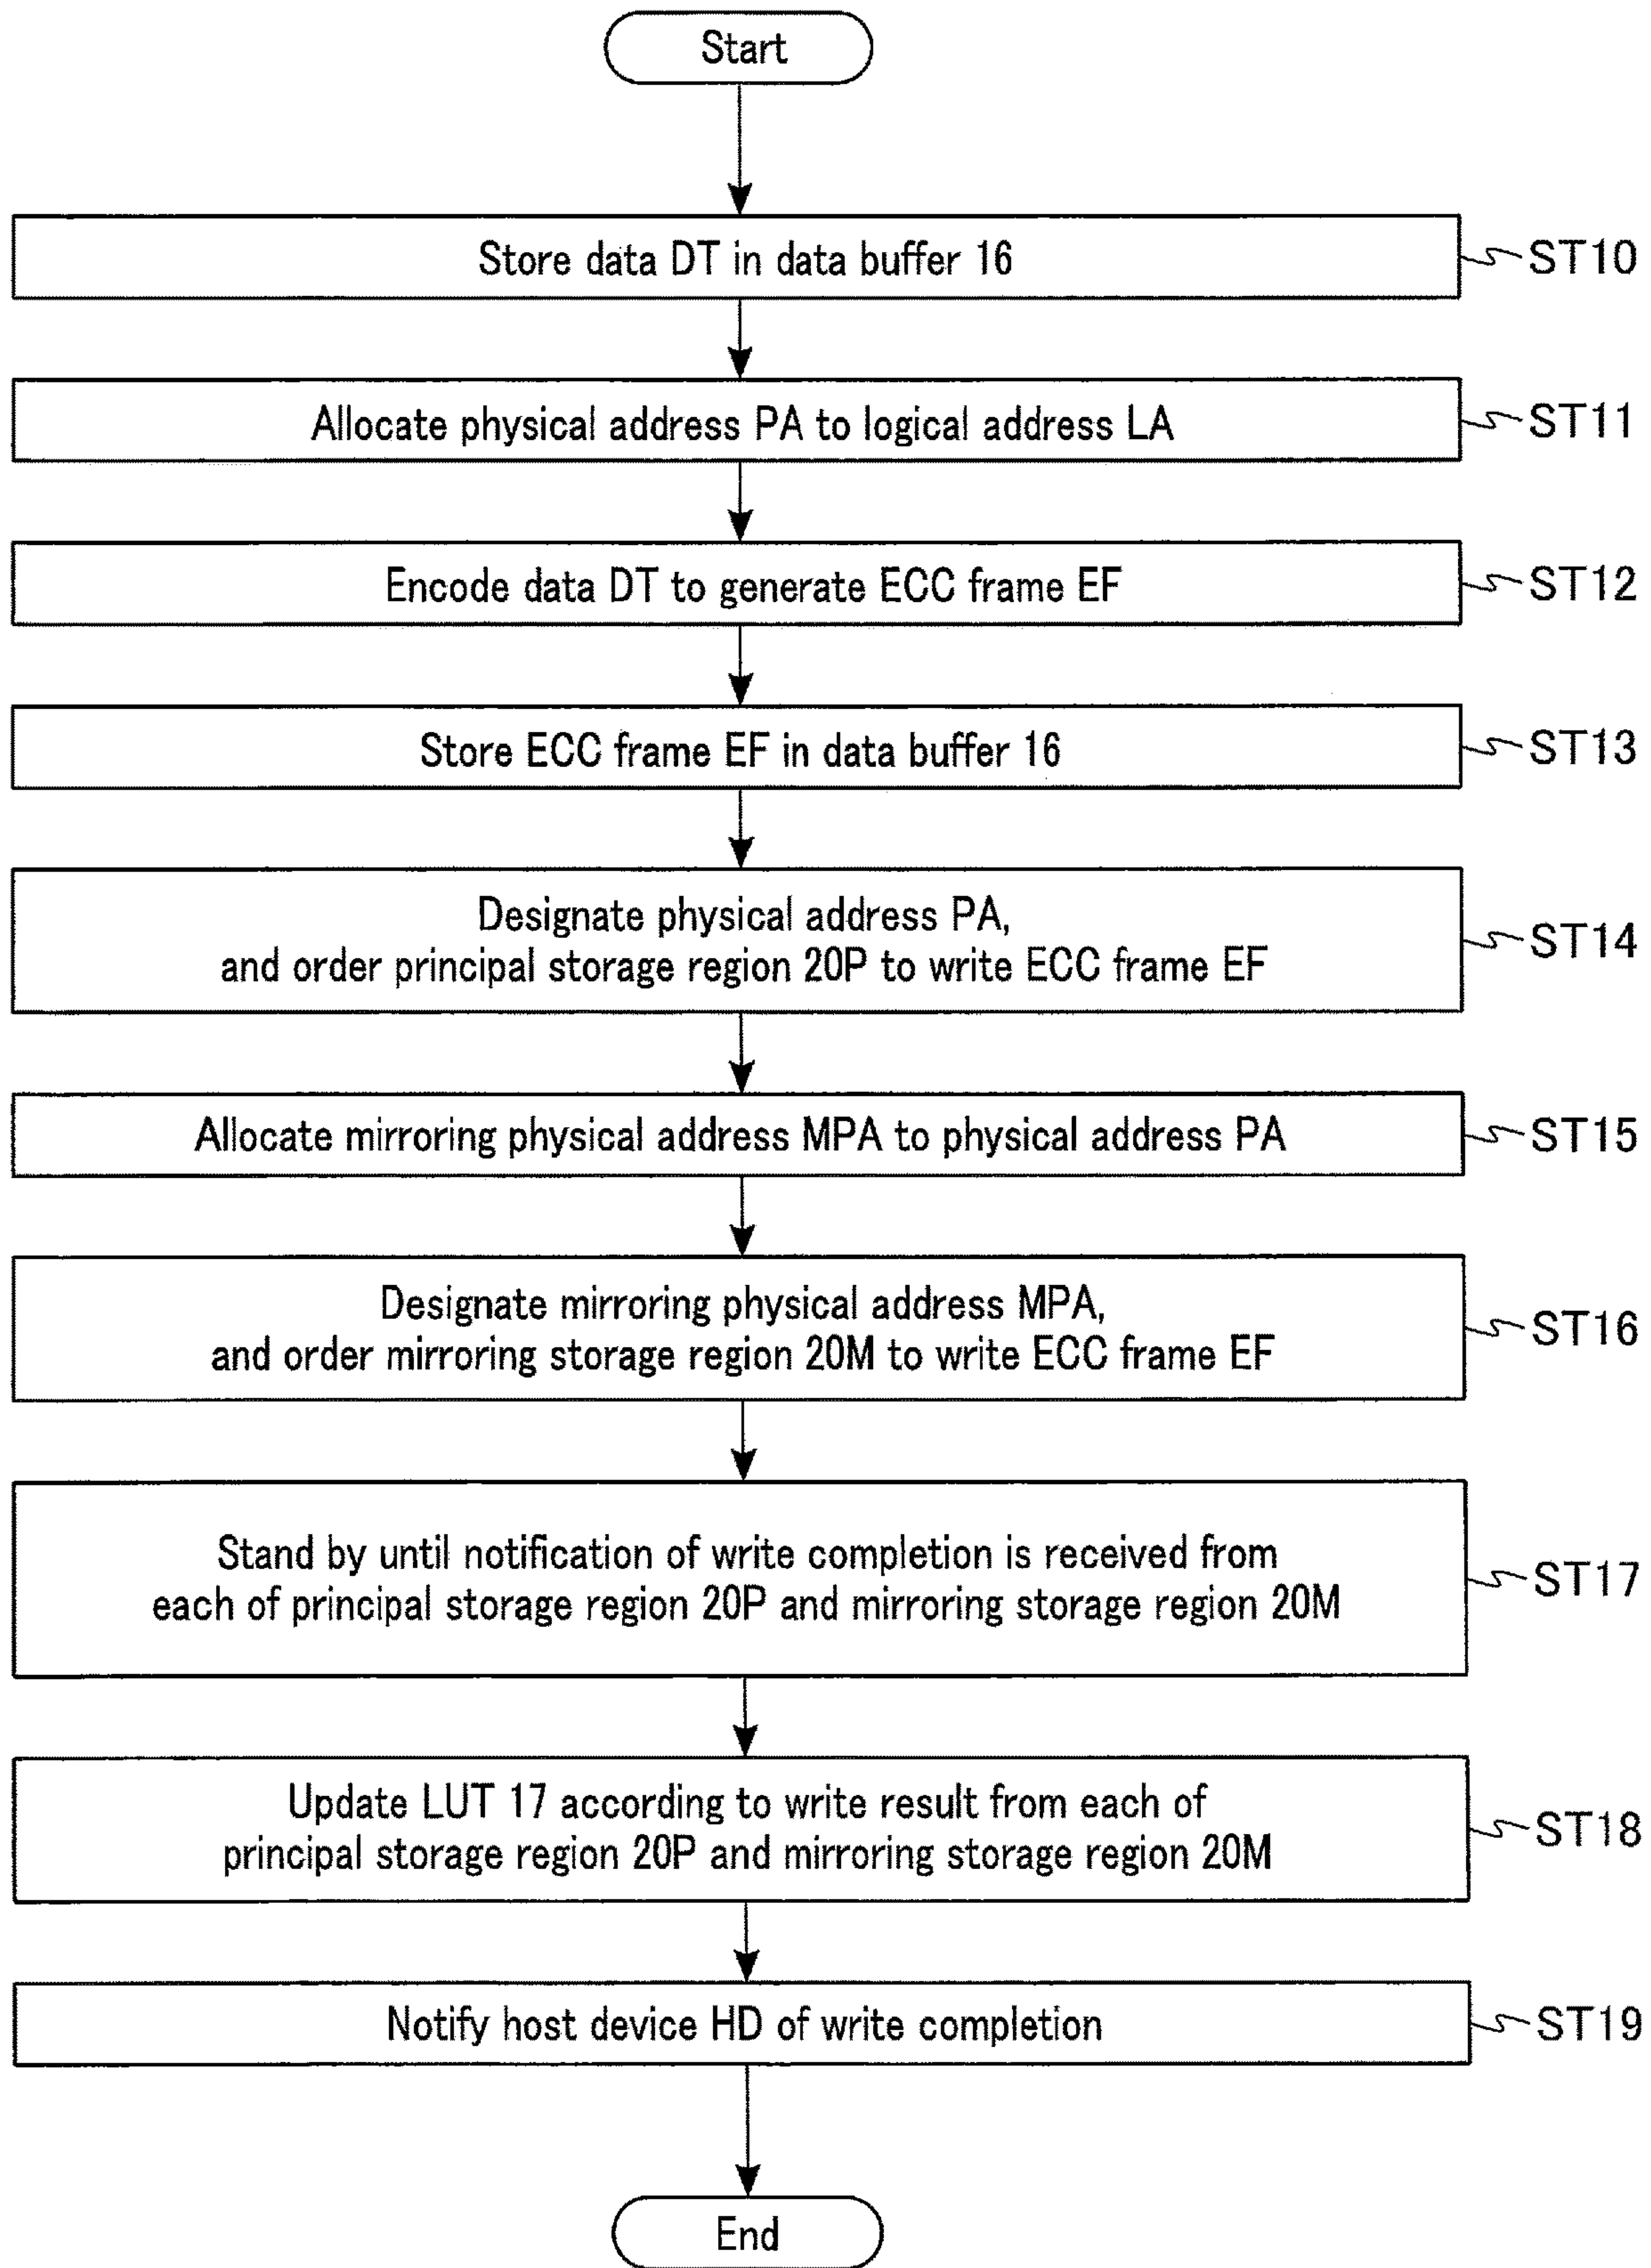 Start
Store data DT in data buffer 16
ST10
Allocate physical address PA to logical address LA
ST11
Encode data DT to generate ECC frame EF
ST12
Store ECC frame EF in data buffer 16
ST13
Designate physical address PA,
and order principal storage region 20P to write ECC frame EF
ST14
Allocate mirroring physical address MPA to physical address PA
ST15
Designate mirroring physical address MPA,
and order mirroring storage region 20M to write ECC frame EF
ST16
Stand by until notification of write completion is received from
each of principal storage region 20P and mirroring storage region 20M
ST17
Update LUT 17 according to write result from each of
principal storage region 20P and mirroring storage region 20M
ST18
Notify host device HD of write completion
ST19
End